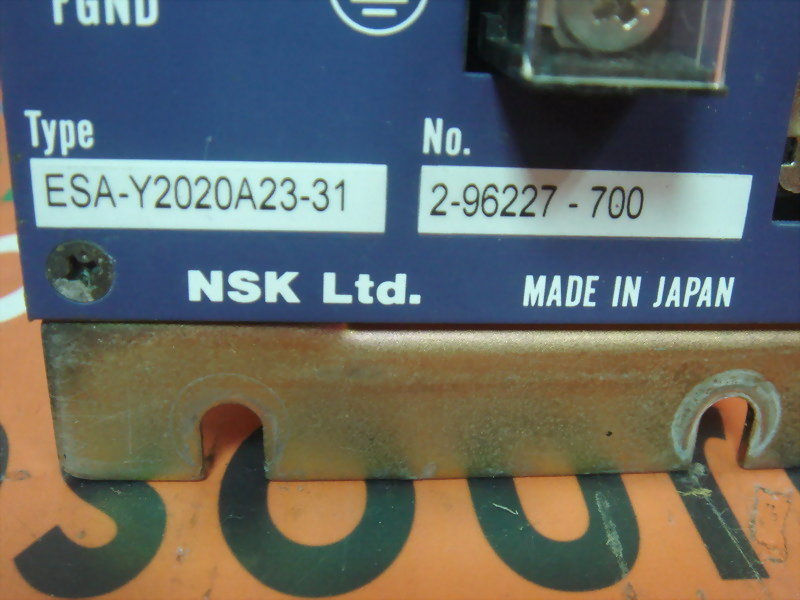 FGND
Type
No.
ESA-Y2020A23-31
2-96227-700
NSK Ltd.
MADE IN JAPAN